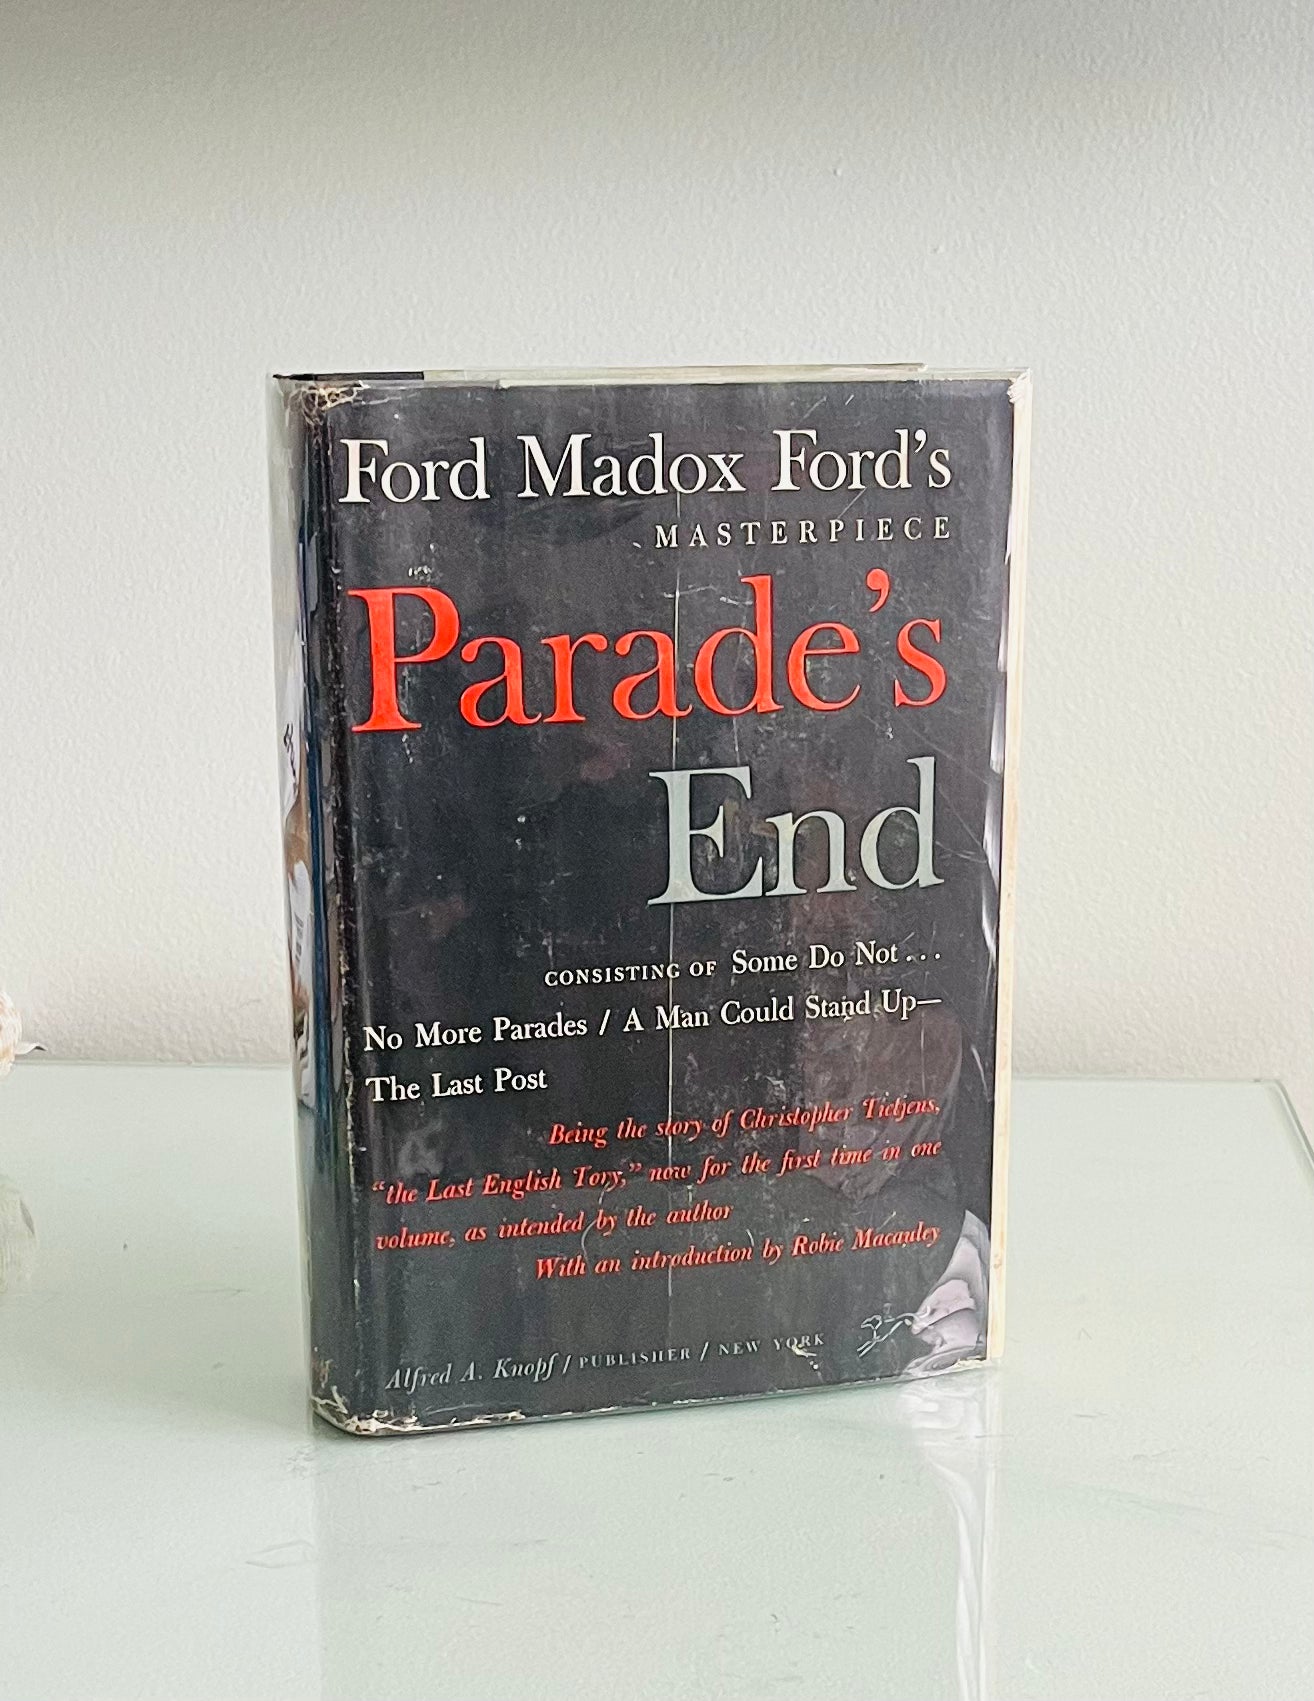 Ford Madox Ford's
MASTERPIECE
Parade's
End
CONSISTING OF Some Do Not...
No More Parades / A Man Could Stand Up—
The Last Post
Being the story of Christopher Tietjens,
"the Last English Tory," now for the first time in one
volume, as intended by the author
With an introduction by Robie Macauley
Alfred A. Knopf / PUBLISHER / NEW YORK